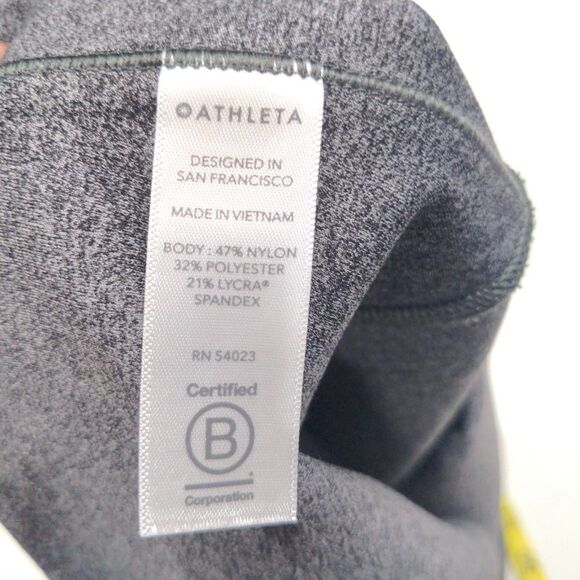 ATHLETA
DESIGNED IN
SAN FRANCISCO
MADE IN VIETNAM
BODY : 47% NYLON
32% POLYESTER
21% LYCRA®
SPANDEX
RN 54023
Certified
B
Corporation